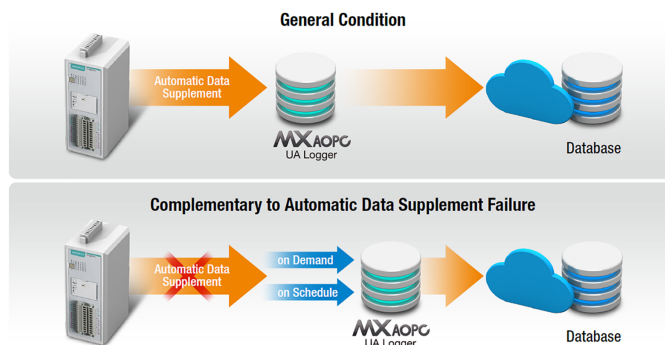 General Condition
Automatic Data
Supplement
MXAOPC
UA Logger
Database
Complementary to Automatic Data Supplement Failure
Automatic Data
Supplement
on Demand
on Schedule
MXAOPC
UA Logger
Database